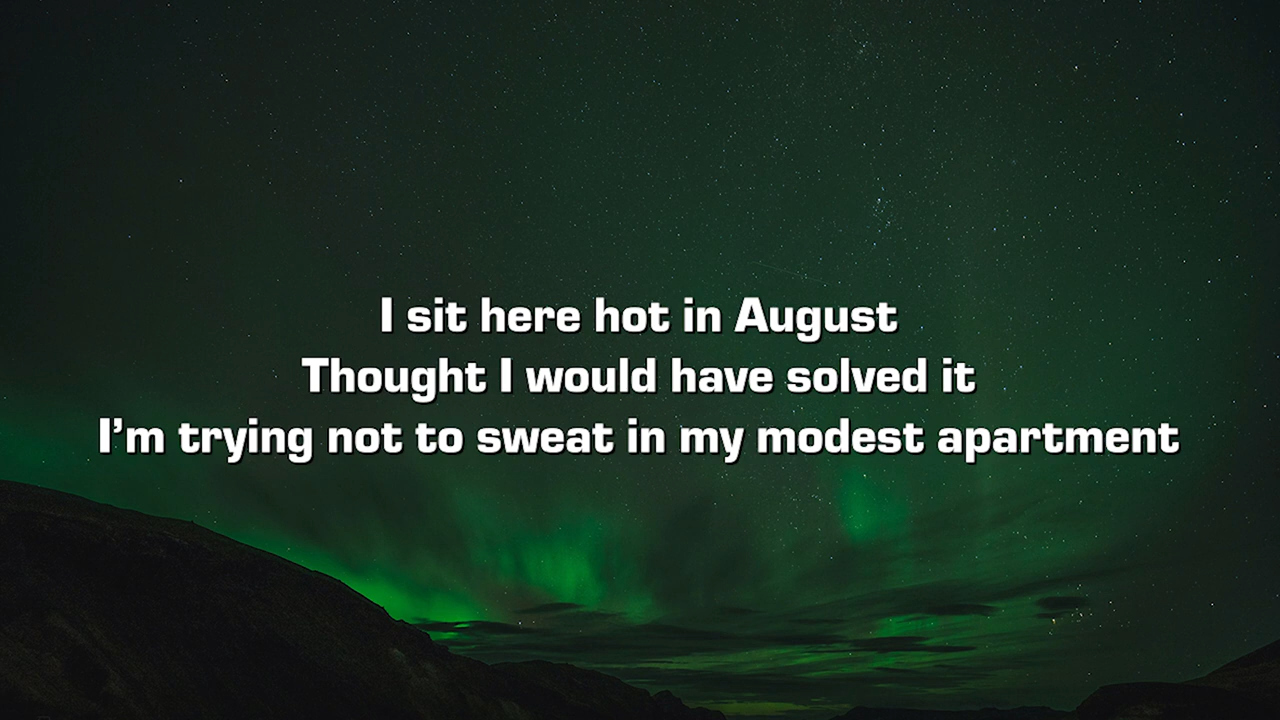 I sit here hot in August
Thought I would have solved it
I’m trying not to sweat in my modest apartment